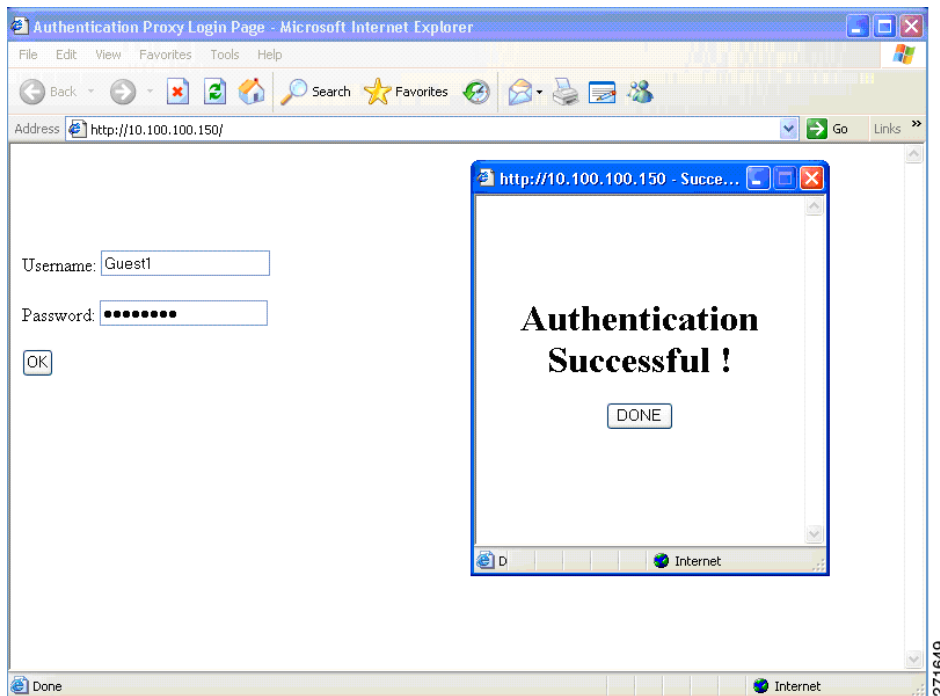 Authentication Proxy Login Page - Microsoft Internet Explorer
File Edit View Favorites Tools Help
Back Search Favorites
Address http://10.100.100.150/ Go Links »
http://10.100.100.150 - Succe...
Username: Guest1
Password: ●●●●●●●●
OK
Authentication
Successful !
DONE
D Internet
Done Internet
271649